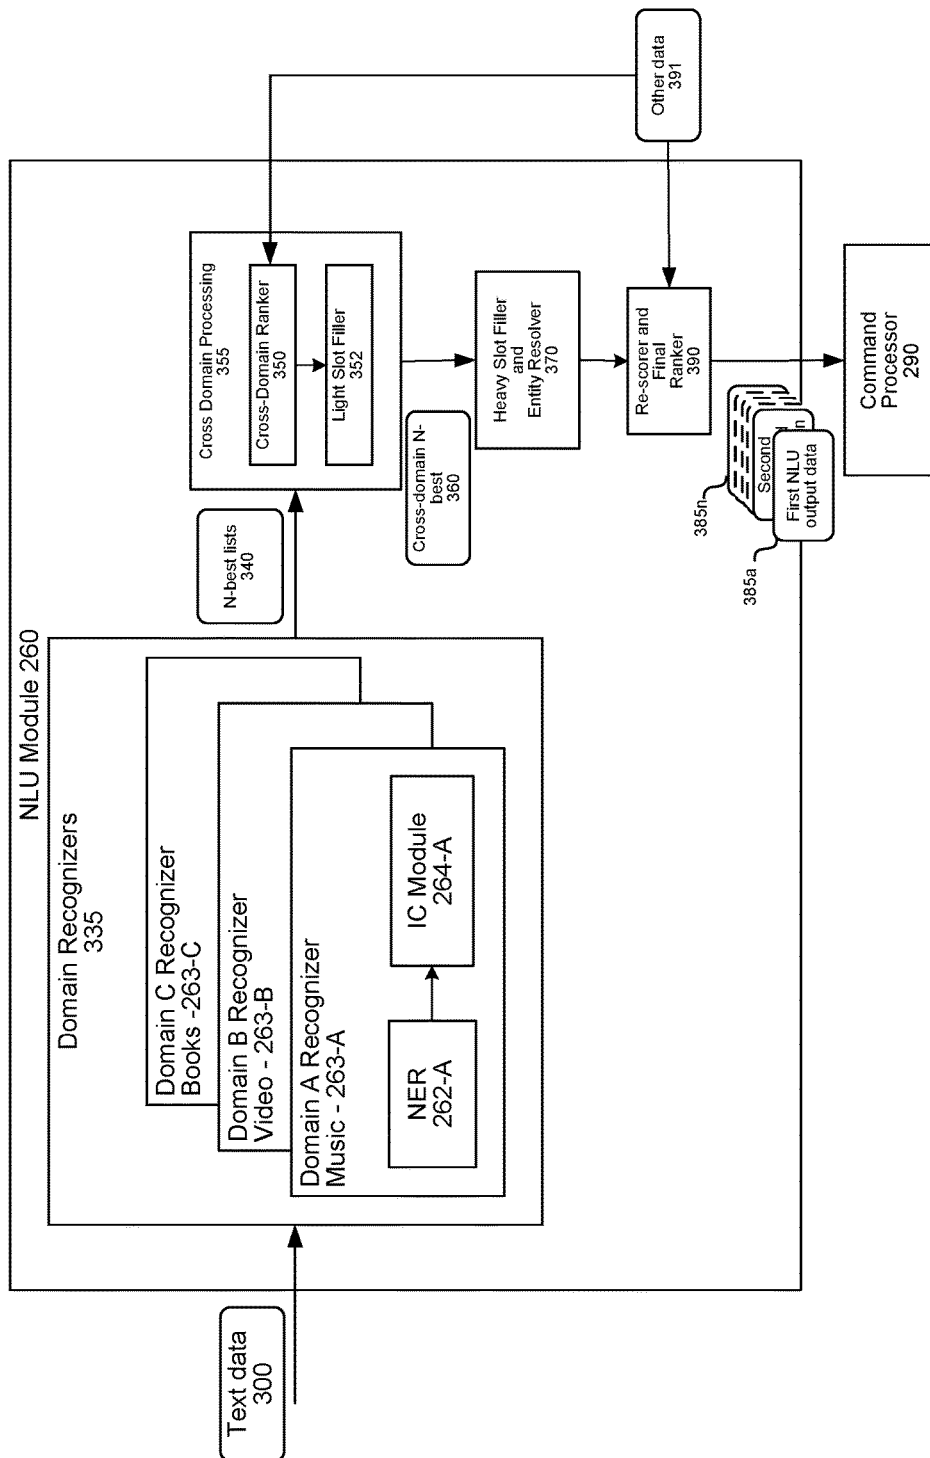 NLU Module 260
Text data
300
Domain Recognizers
335
Domain C Recognizer
Books -263-C
Domain B Recognizer
Video - 263-B
Domain A Recognizer
Music - 263-A
NER
262-A
IC Module
264-A
N-best lists
340
Cross Domain Processing
355
Cross-Domain Ranker
350
Light Slot Filler
352
Cross-domain N-
best
360
Heavy Slot Filler
and
Entity Resolver
370
Other data
391
Re-scorer and
Final
Ranker
390
385n
Second
n
385a
First NLU
output data
Command
Processor
290